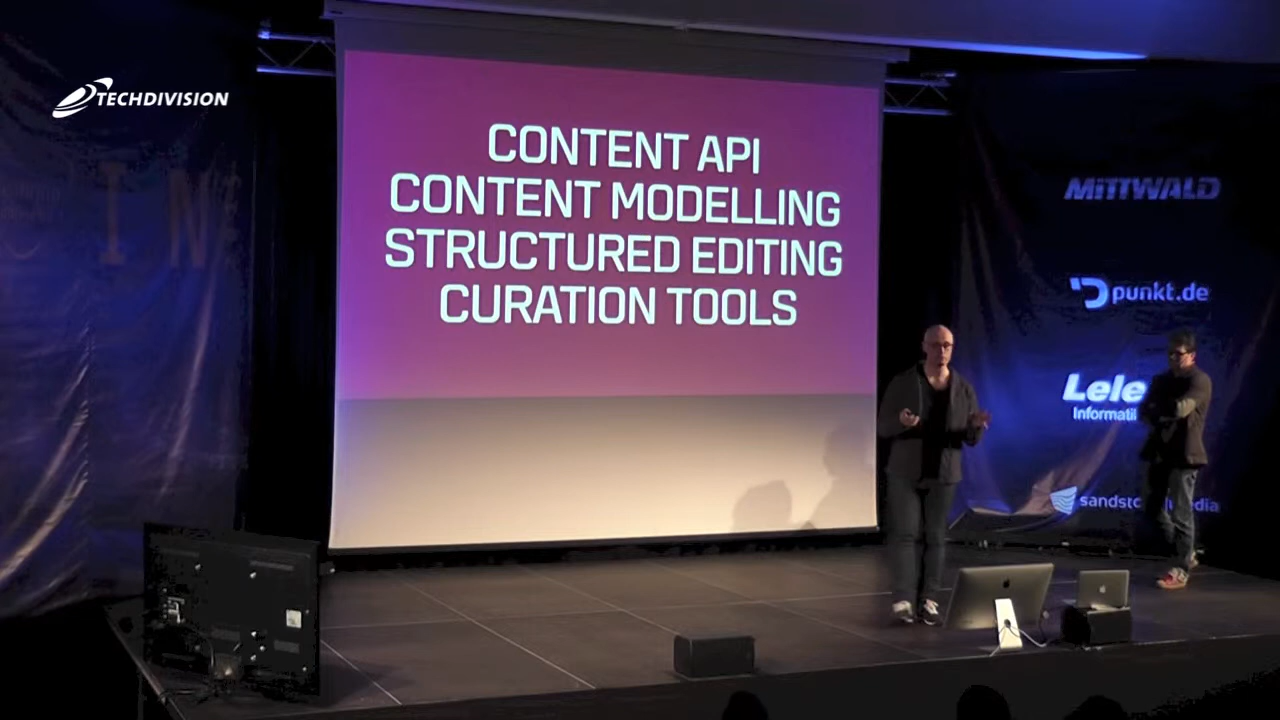 TECHDIVISION
CONTENT API
CONTENT MODELLING
STRUCTURED EDITING
CURATION TOOLS
MITTWALD
punkt.de